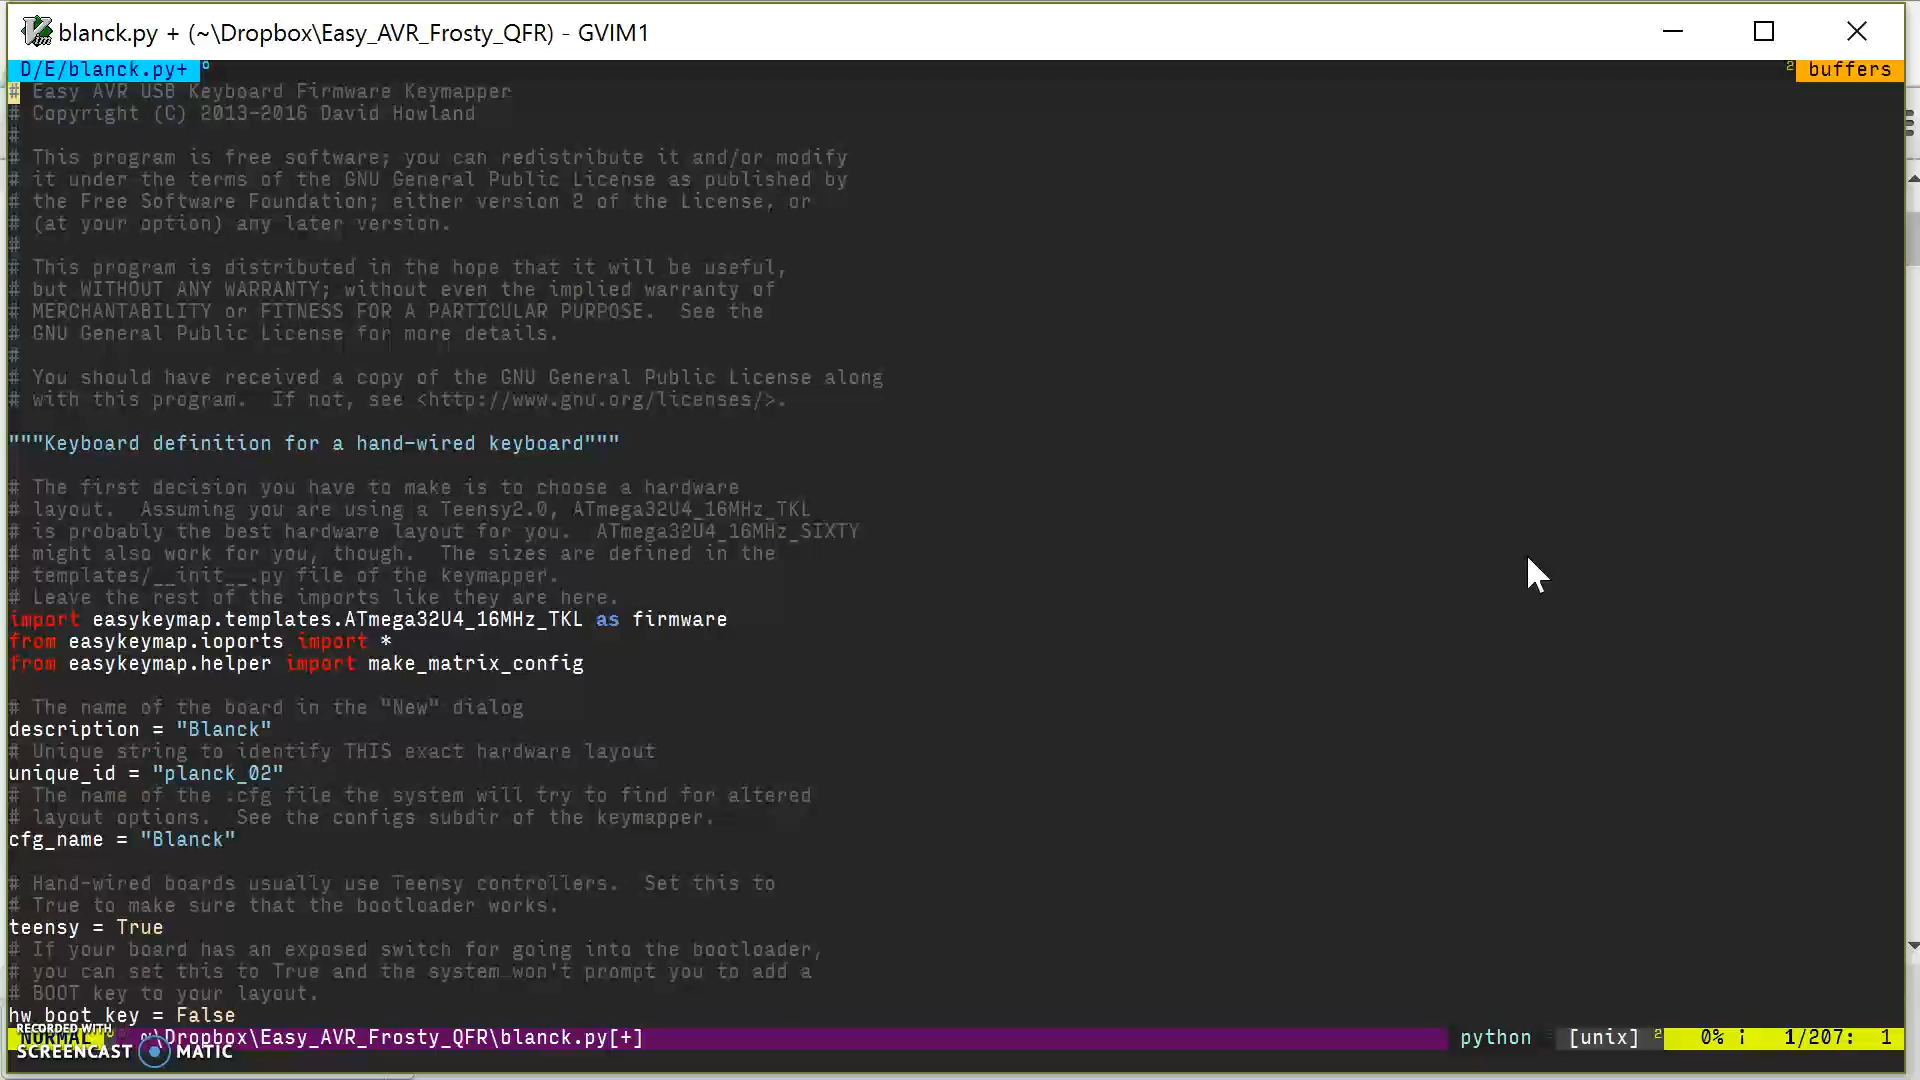 blanck.py + (~\Dropbox\Easy_AVR_Frosty_QFR) - GVIM1
D/E/blanck.py+ buffers
# Easy AVR USB Keyboard Firmware Keymapper
# Copyright (C) 2013-2016 David Howland
#
# This program is free software; you can redistribute it and/or modify
# it under the terms of the GNU General Public License as published by
# the Free Software Foundation; either version 2 of the License, or
# (at your option) any later version.
#
# This program is distributed in the hope that it will be useful,
# but WITHOUT ANY WARRANTY; without even the implied warranty of
# MERCHANTABILITY or FITNESS FOR A PARTICULAR PURPOSE.  See the
# GNU General Public License for more details.
#
# You should have received a copy of the GNU General Public License along
# with this program.  If not, see <http://www.gnu.org/licenses/>.
"""Keyboard definition for a hand-wired keyboard"""
# The first decision you have to make is to choose a hardware
# layout.  Assuming you are using a Teensy2.0, ATmega32U4_16MHz_TKL
# is probably the best hardware layout for you.  ATmega32U4_16MHz_SIXTY
# might also work for you, though.  The sizes are defined in the
# templates/__init__.py file of the keymapper.
# Leave the rest of the imports like they are here.
import easykeymap.templates.ATmega32U4_16MHz_TKL as firmware
from easykeymap.ioports import *
from easykeymap.helper import make_matrix_config
# The name of the board in the "New" dialog
description = "Blanck"
# Unique string to identify THIS exact hardware layout
unique_id = "planck_02"
# The name of the .cfg file the system will try to find for altered
# layout options.  See the configs subdir of the keymapper.
cfg_name = "Blanck"
# Hand-wired boards usually use Teensy controllers.  Set this to
# True to make sure that the bootloader works.
teensy = True
# If your board has an exposed switch for going into the bootloader,
# you can set this to True and the system won't prompt you to add a
# BOOT key to your layout.
hw_boot_key = False
NORMAL ~\Dropbox\Easy_AVR_Frosty_QFR\blanck.py[+] python [unix] 0% 1/207: 1
RECORDED WITH
SCREENCAST MATIC